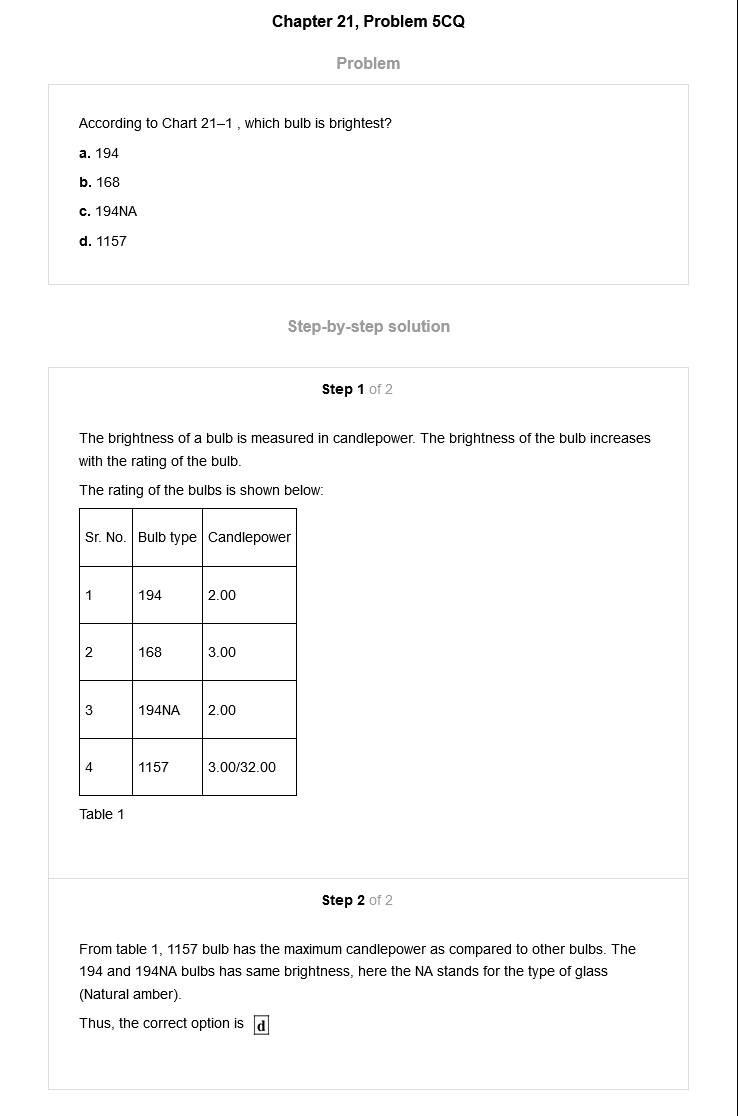 Chapter 21, Problem 5CQ
Problem
According to Chart 21–1 , which bulb is brightest?
a. 194
b. 168
c. 194NA
d. 1157
Step-by-step solution
Step 1 of 2
The brightness of a bulb is measured in candlepower. The brightness of the bulb increases
with the rating of the bulb.
The rating of the bulbs is shown below:
Sr. No. Bulb type Candlepower
1 194 2.00
2 168 3.00
3 194NA 2.00
4 1157 3.00/32.00
Table 1
Step 2 of 2
From table 1, 1157 bulb has the maximum candlepower as compared to other bulbs. The
194 and 194NA bulbs has same brightness, here the NA stands for the type of glass
(Natural amber).
Thus, the correct option is d